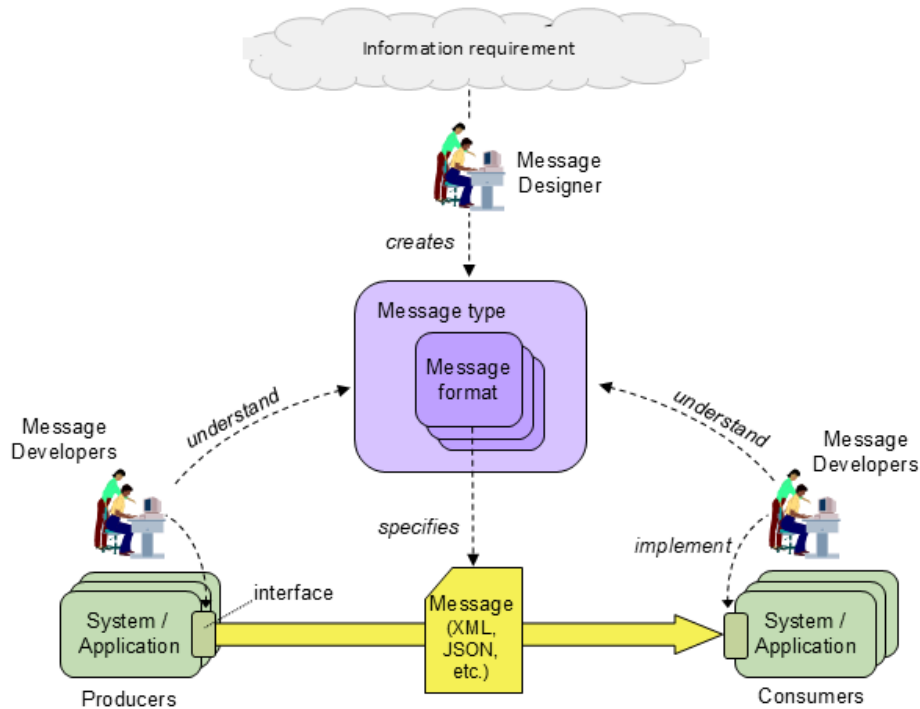 Information requirement
Message
Designer
creates
Message type
Message
format
understand
understand
Message
Developers
Message
Developers
specifies
implement
interface
System /
Application
Message
(XML,
JSON,
etc.)
System /
Application
Producers
Consumers